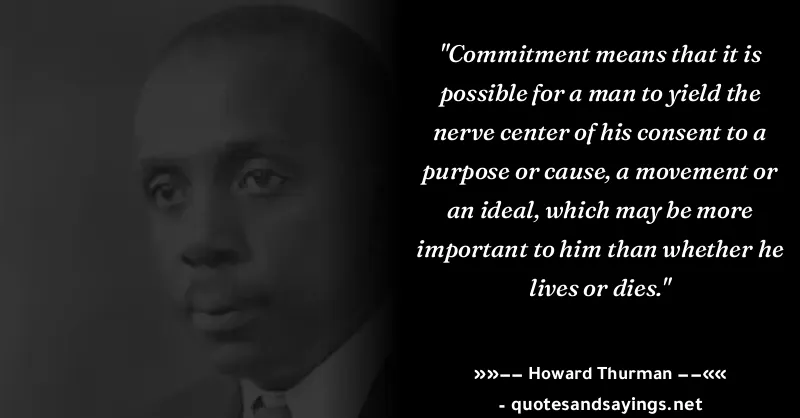 "Commitment means that it is
possible for a man to yield the
nerve center of his consent to a
purpose or cause, a movement or
an ideal, which may be more
important to him than whether he
lives or dies."
»»−− Howard Thurman −−««
- quotesandsayings.net